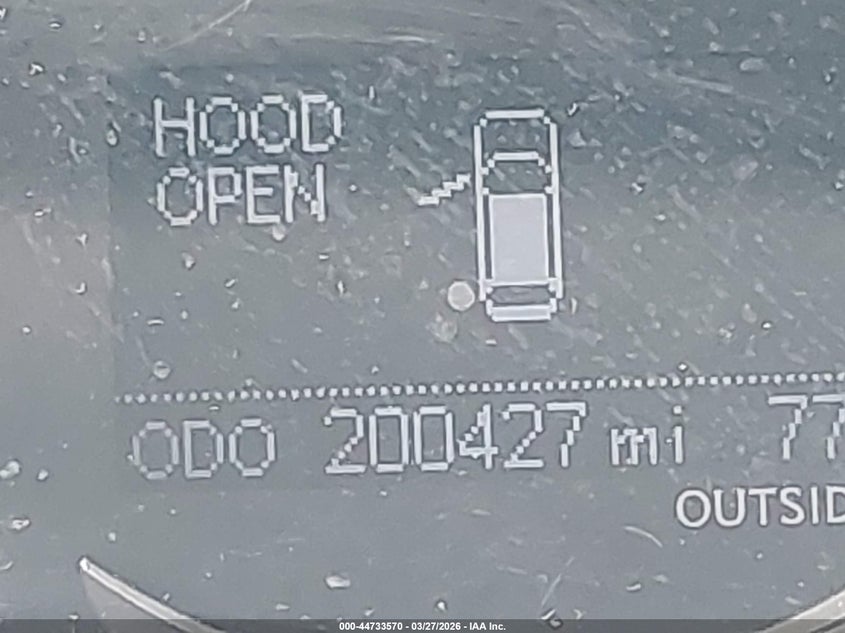 HOOD
OPEN
ODO 200427 mi 77
OUTSID
000-44733570 - 03/27/2026 - IAA Inc.